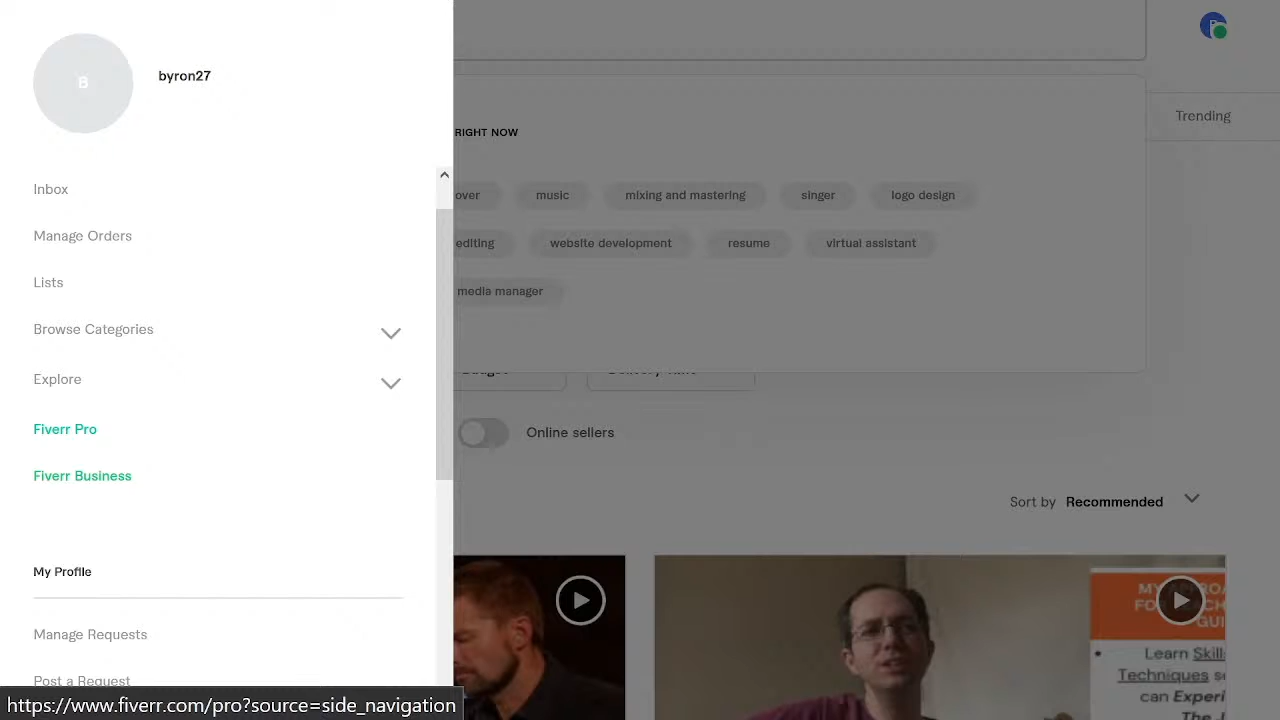 B
byron27
Inbox
Manage Orders
Lists
Browse Categories
Explore
Fiverr Pro
Fiverr Business
My Profile
Manage Requests
Post a Request
https://www.fiverr.com/pro?source=side_navigation
Trending
RIGHT NOW
over music mixing and mastering singer logo design
editing website development resume virtual assistant
media manager
Online sellers
Sort by Recommended
Learn Skill
Techniques
can Experi
The